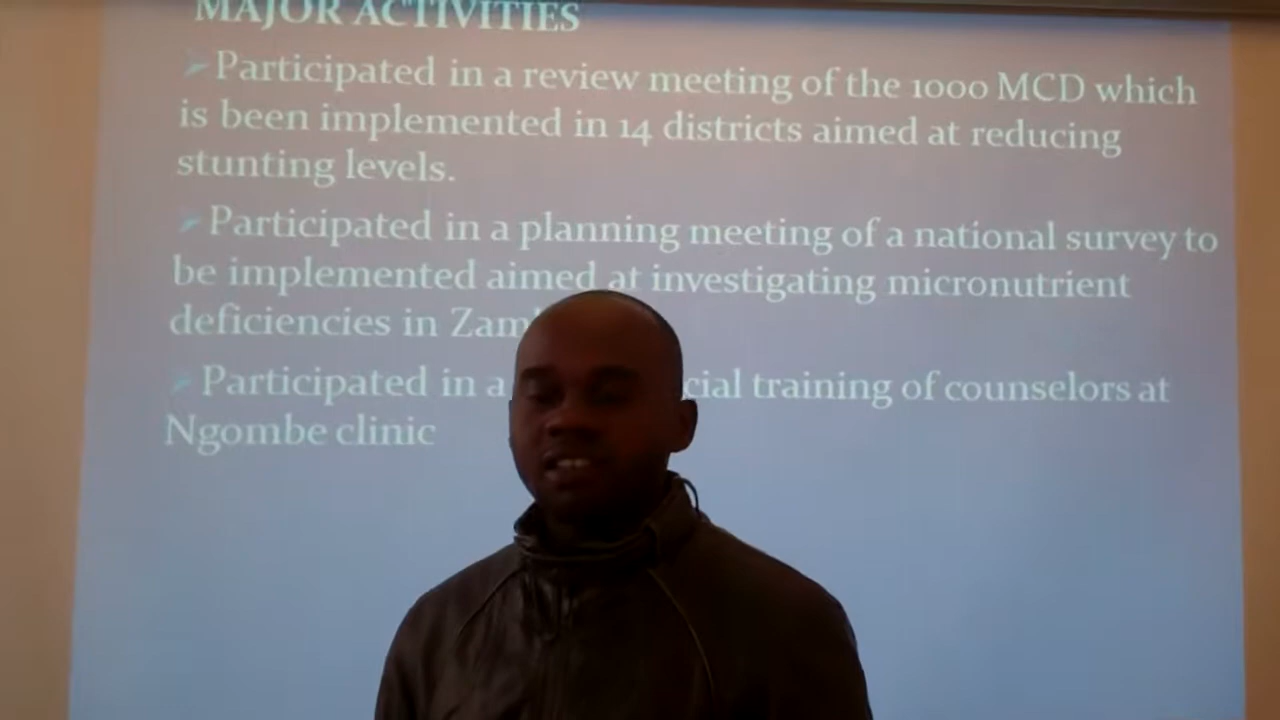 MAJOR ACTIVITIES
Participated in a review meeting of the 1000 MCD which
is been implemented in 14 districts aimed at reducing
stunting levels.
Participated in a planning meeting of a national survey to
be implemented aimed at investigating micronutrient
deficiencies in
Participated in a training of counselors at
Ngombe clinic